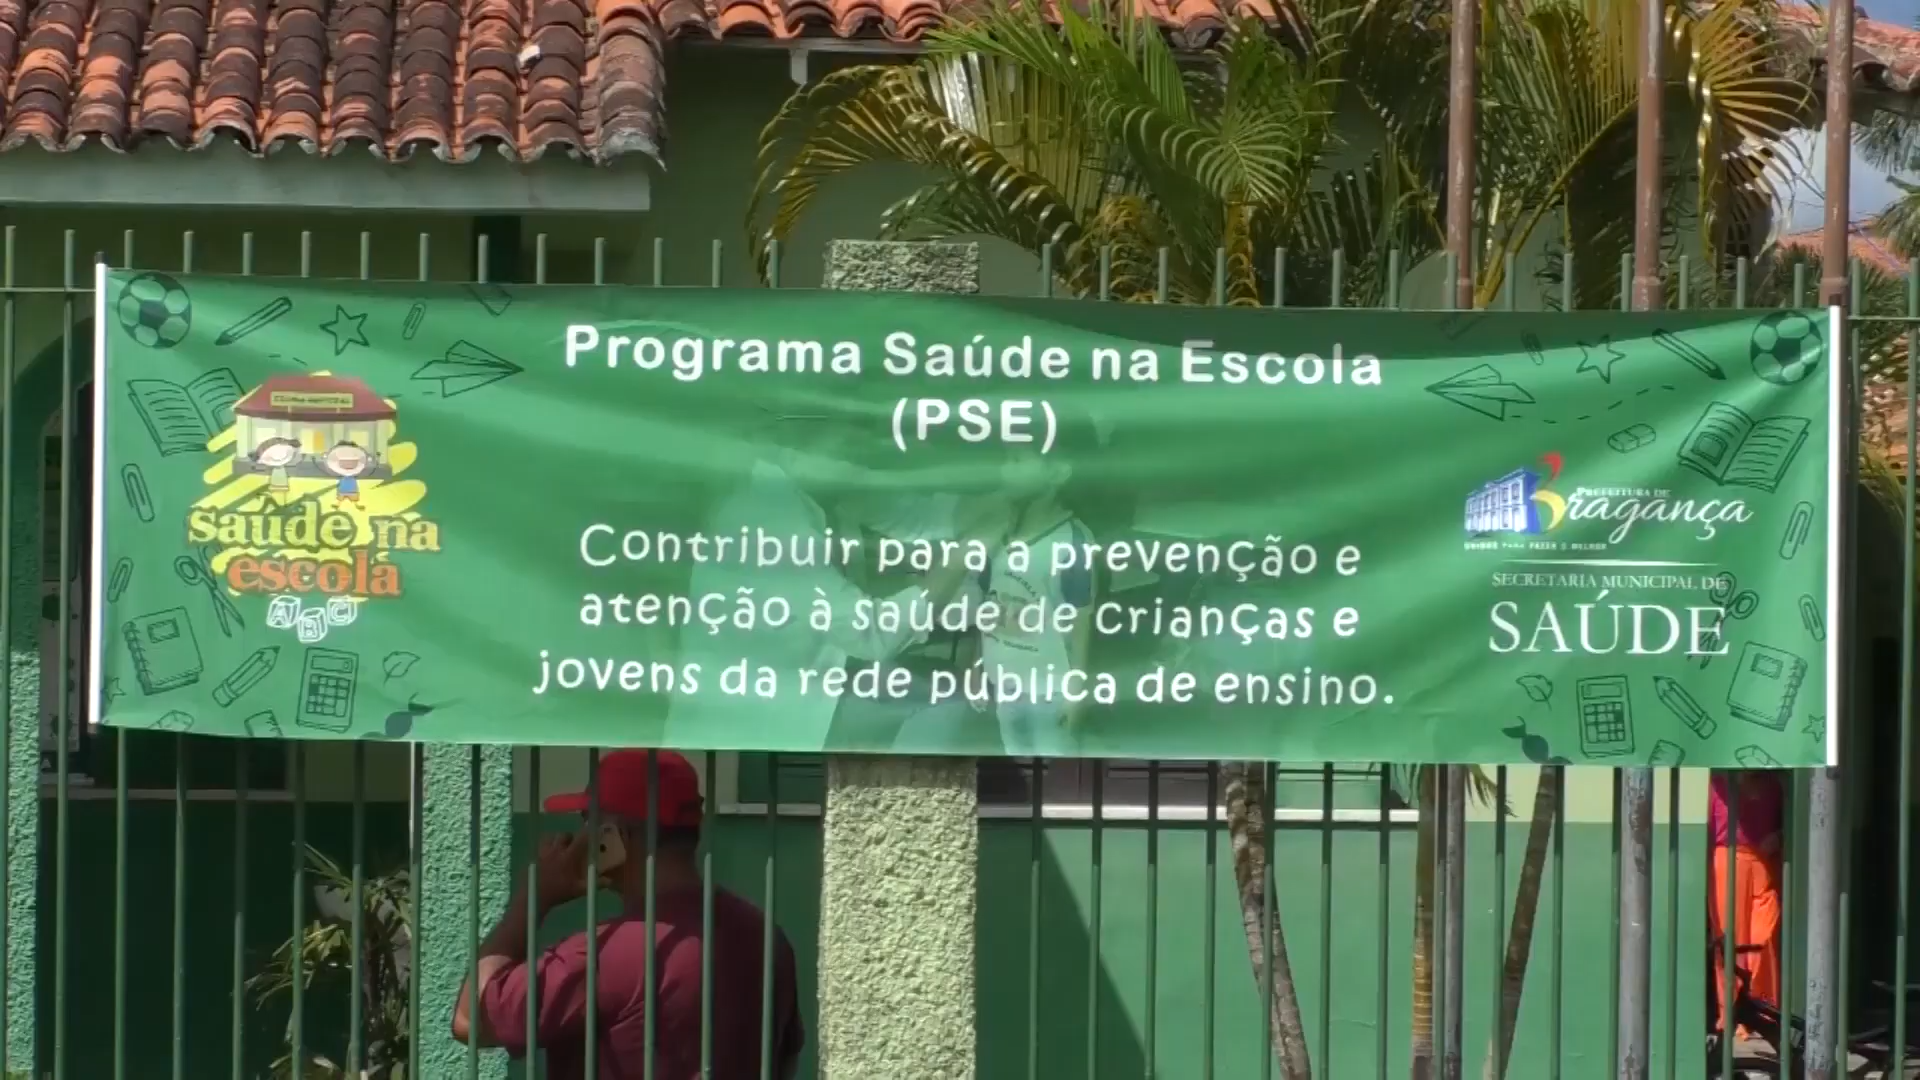 Programa Saúde na Escola
(PSE)
Contribuir para a prevenção e
atenção à saúde de crianças e
jovens da rede pública de ensino.
saúde na
escola
ABC
PREFEITURA DE
Bragança
SECRETARIA MUNICIPAL DE
SAÚDE